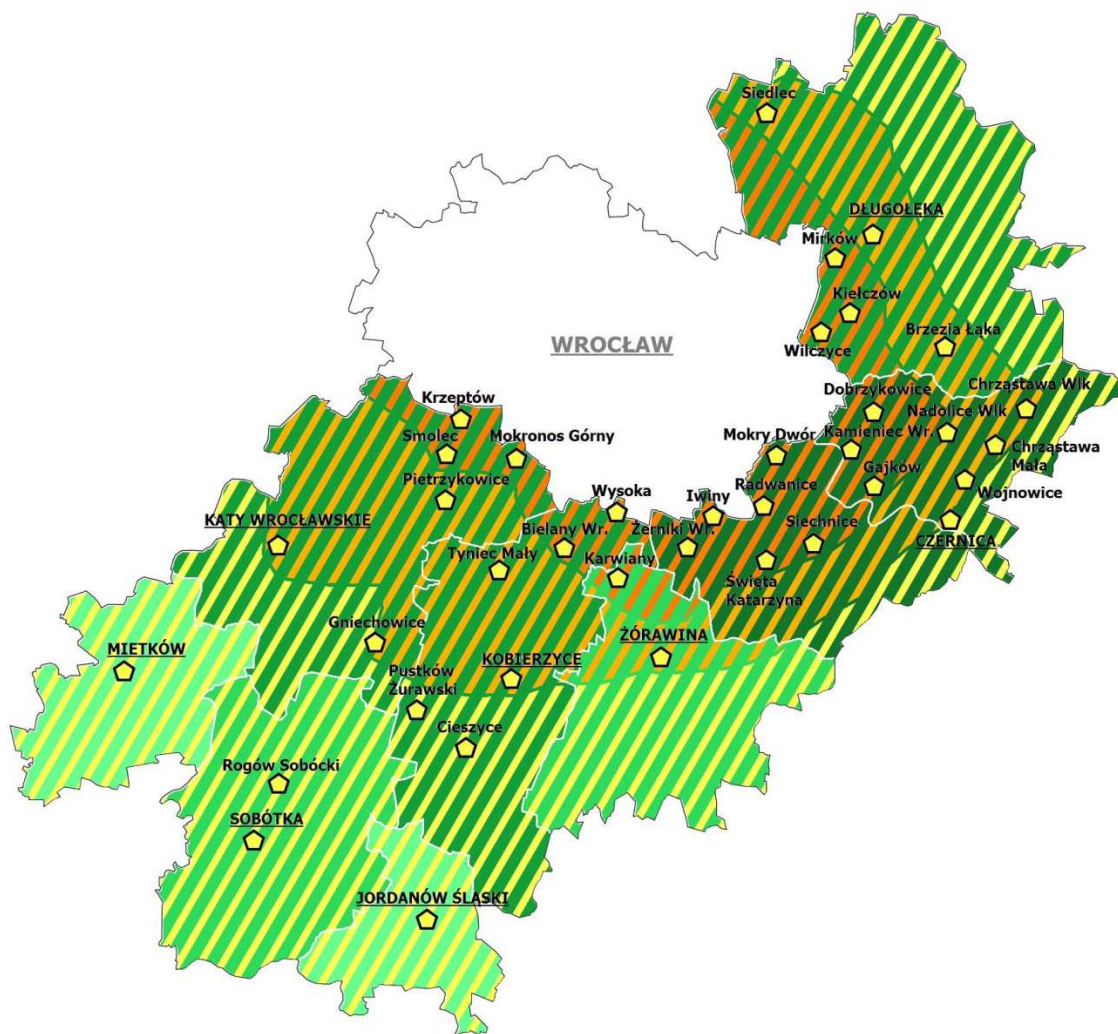 Siedlec
DŁUGOŁĘKA
Mirków
Kiełczów
WROCŁAW
Brzezia Łąka
Wilczyce
Dobrzykowice
Chrząstawa Wlk
Krzeptów
Nadolice Wlk
Kamieniec Wr.
Smolec
Mokronos Górny
Mokry Dwór
Chrząstawa
Mała
Gajków
Pietrzykowice
Radwanice
Wojnowice
Wysoka
Iwiny
KATY WROCŁAWSKIE
Bielany Wr.
Żerniki Wr.
Siechnice
CZERNICA
Tyniec Mały
Karwiany
Święta
Katarzyna
Gniechowice
MIETKÓW
KOBIERZYCE
ŻÓRAWINA
Pustków
Żurawski
Cieszyce
Rogów Sobócki
SOBÓTKA
JORDANÓW ŚLĄSKI